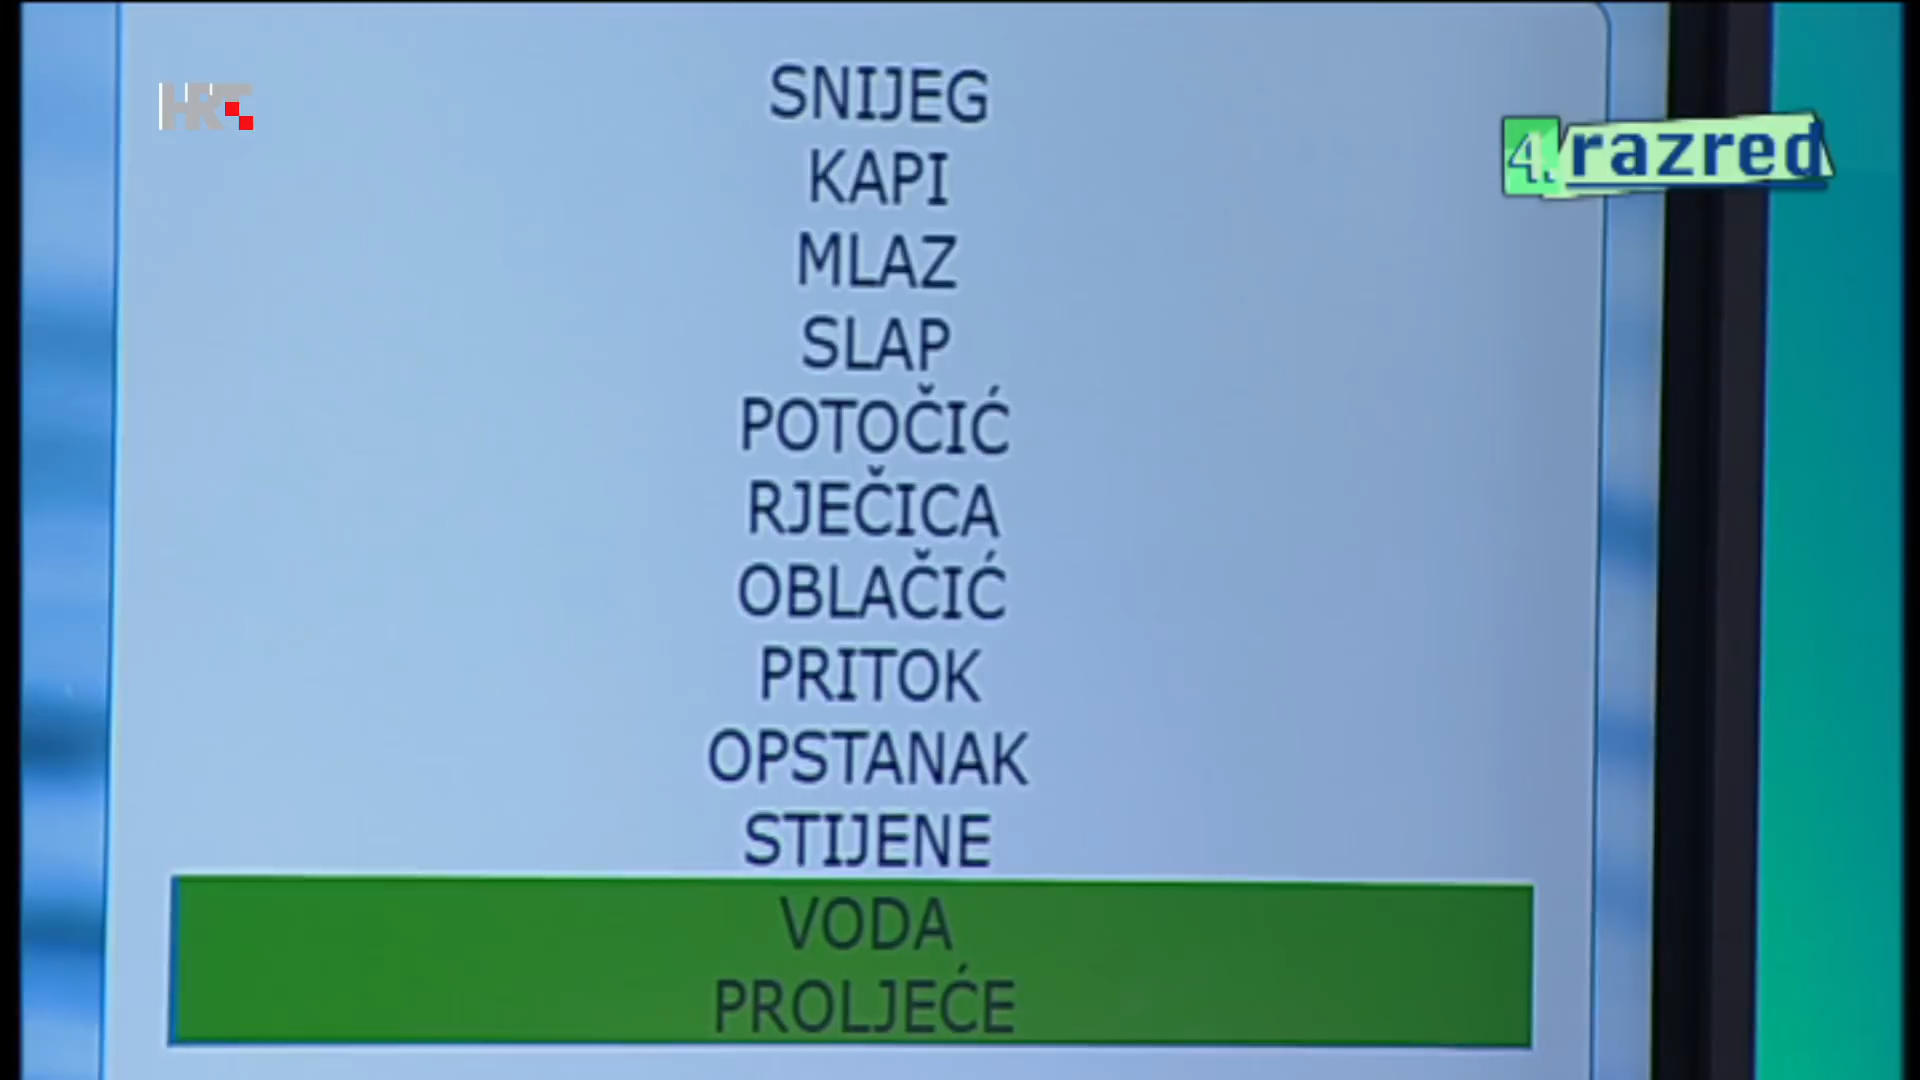 HRT
4. razred
SNIJEG
KAPI
MLAZ
SLAP
POTOČIĆ
RJEČICA
OBLAČIĆ
PRITOK
OPSTANAK
STIJENE
VODA
PROLJEĆE